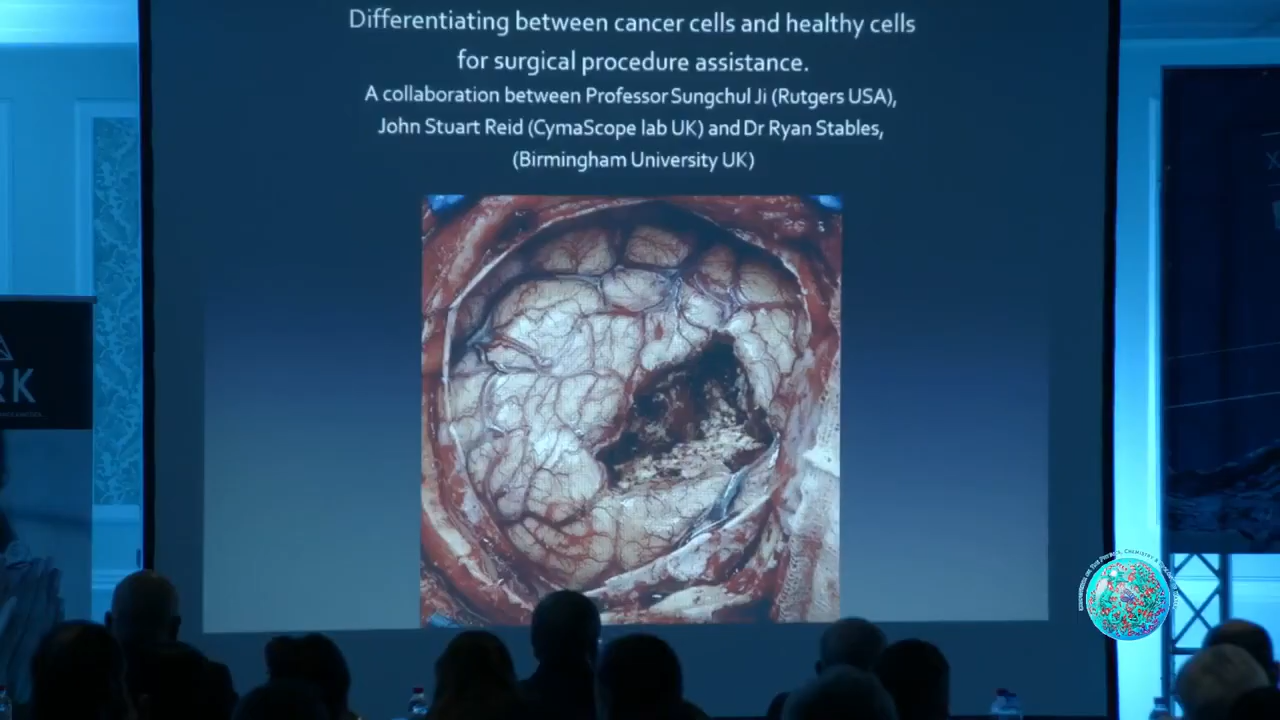 Differentiating between cancer cells and healthy cells
for surgical procedure assistance.
A collaboration between Professor Sungchul Ji (Rutgers USA),
John Stuart Reid (CymaScope lab UK) and Dr Ryan Stables,
(Birmingham University UK)
RK